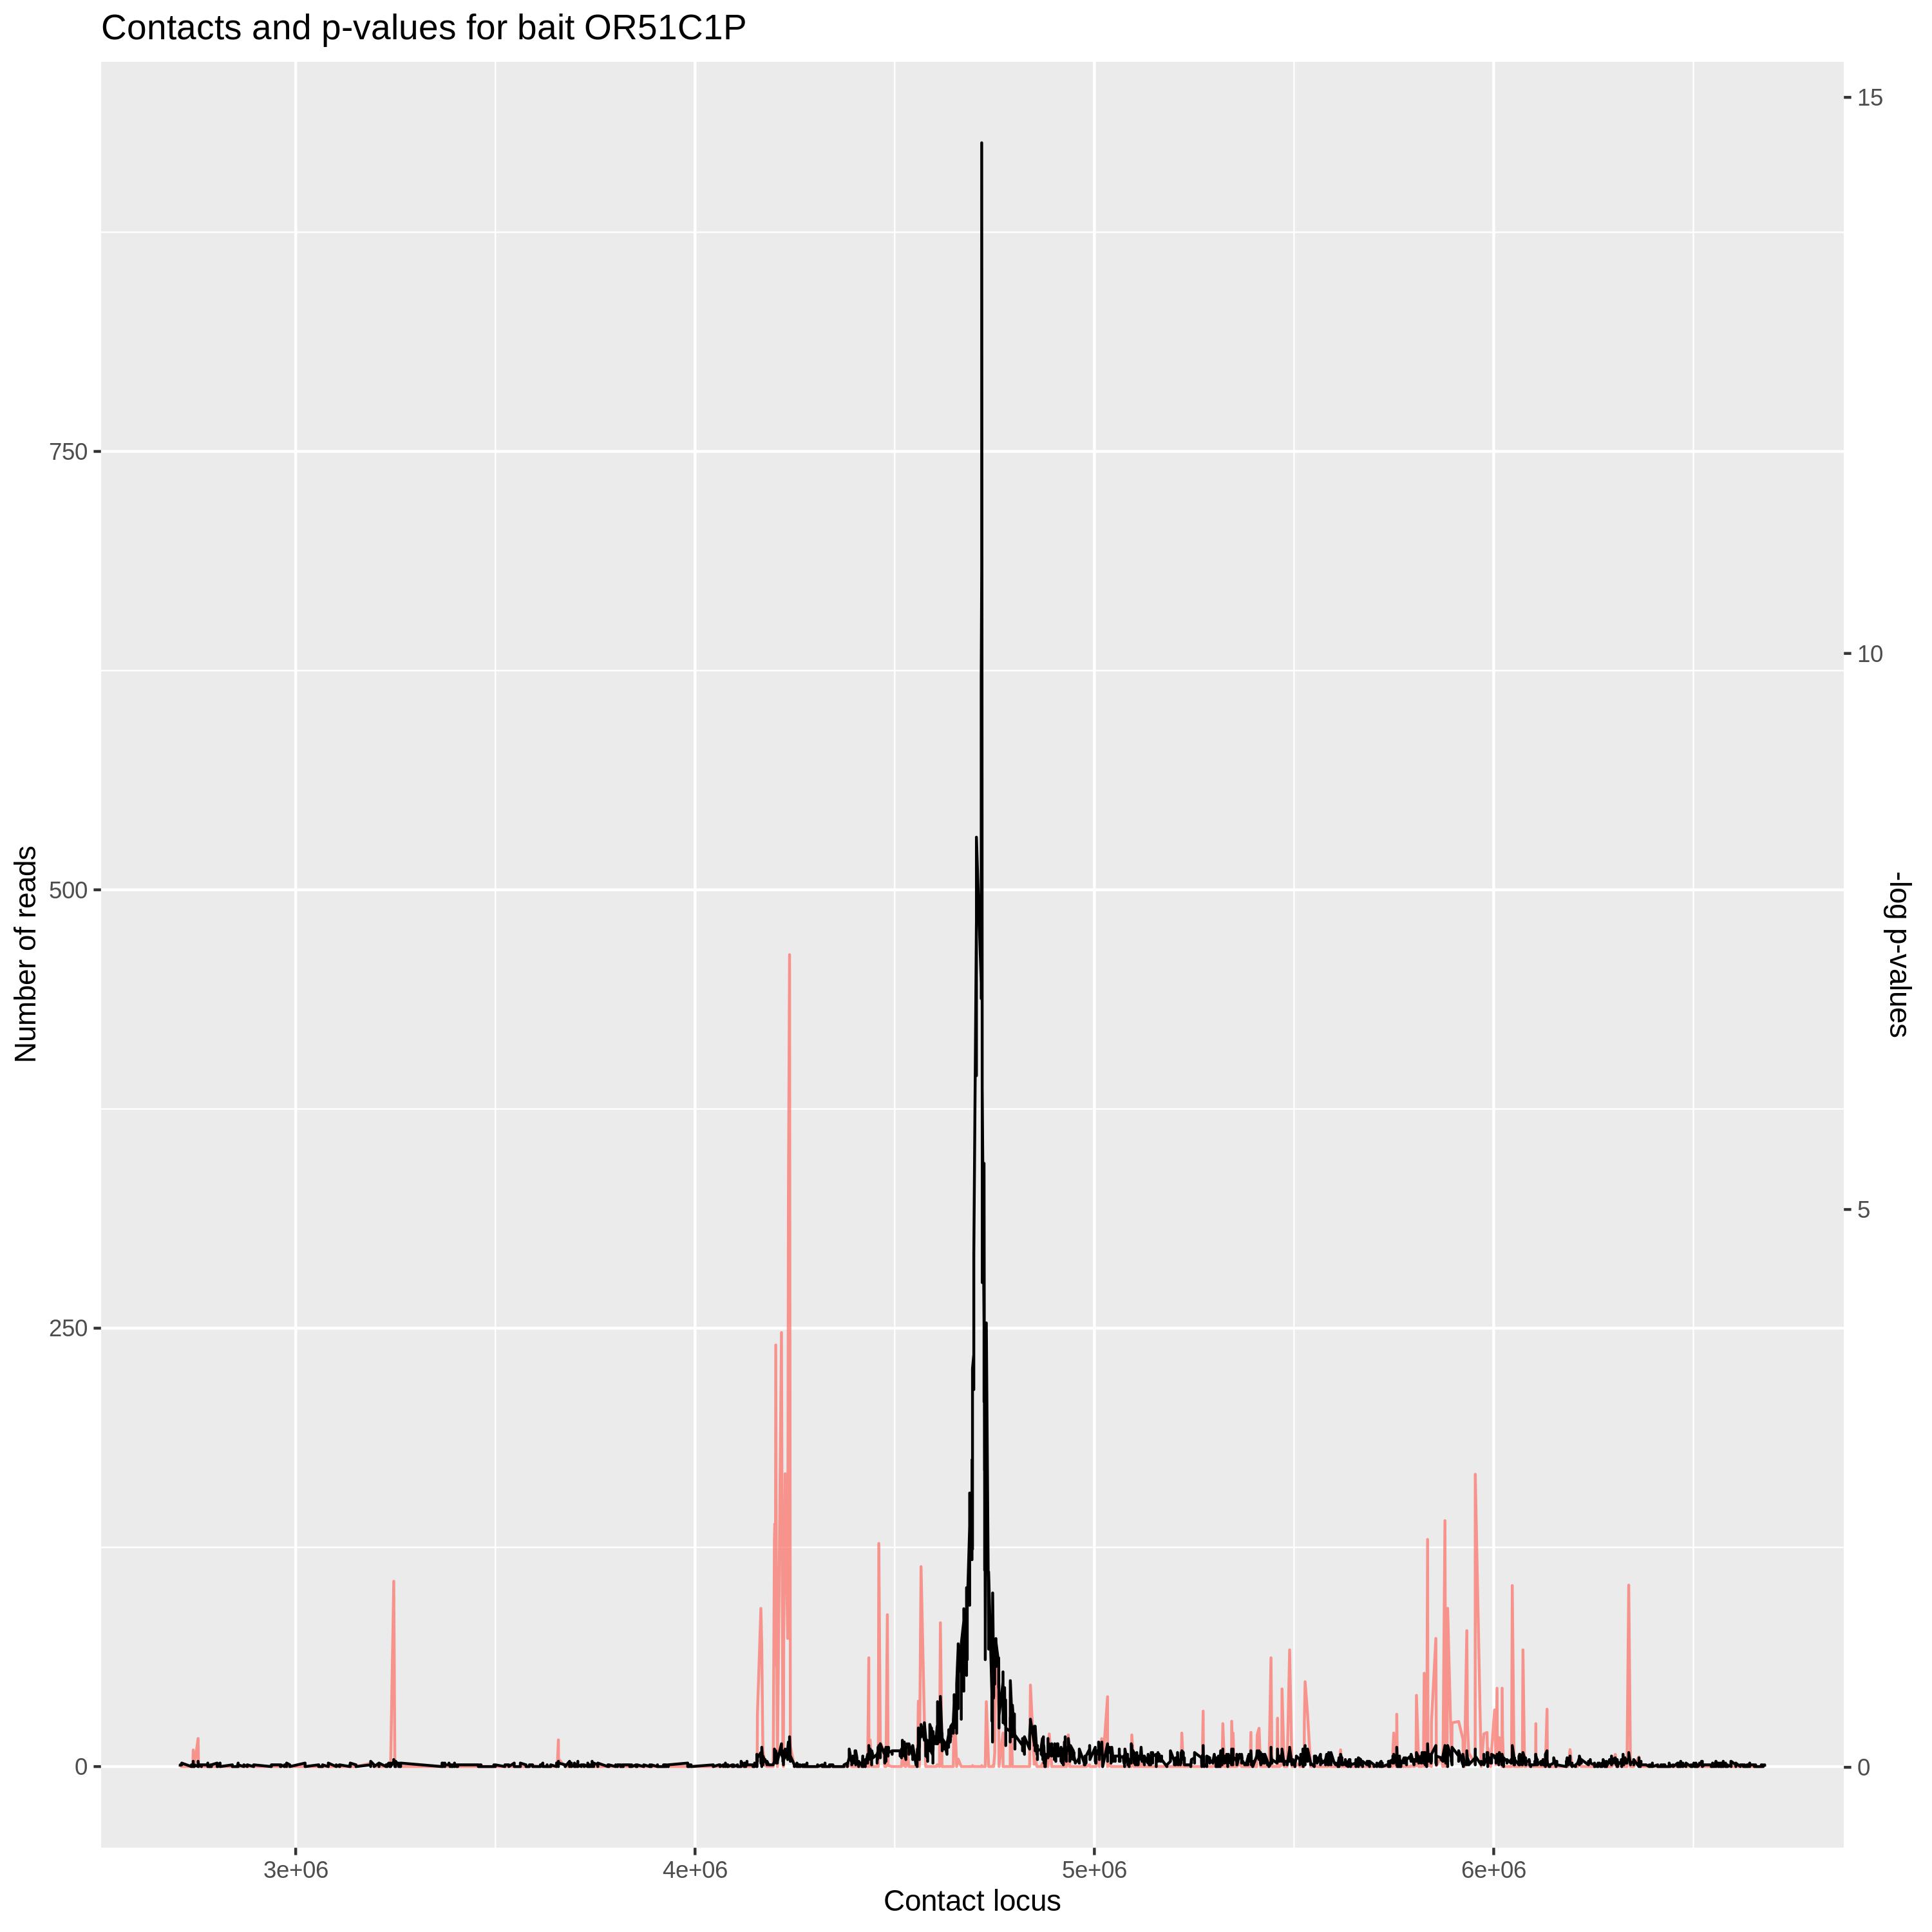 Contacts and p-values for bait OR51C1P
15
750
10
Number of reads
500
-log p-values
5
250
0
0
3e+06
4e+06
5e+06
6e+06
Contact locus